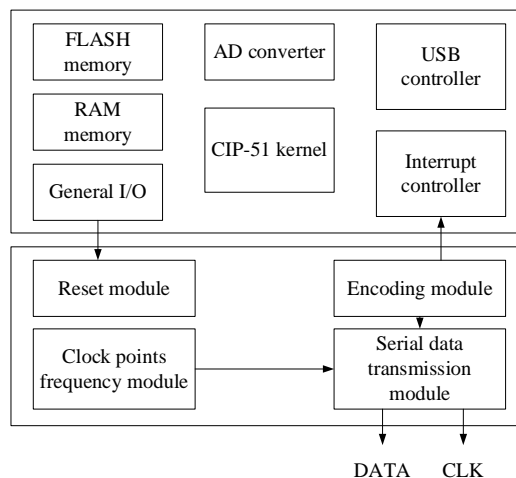 FLASH
memory
AD converter
USB
controller
RAM
memory
CIP-51 kernel
Interrupt
controller
General I/O
Reset module
Encoding module
Clock points
frequency module
Serial data
transmission
module
DATA
CLK